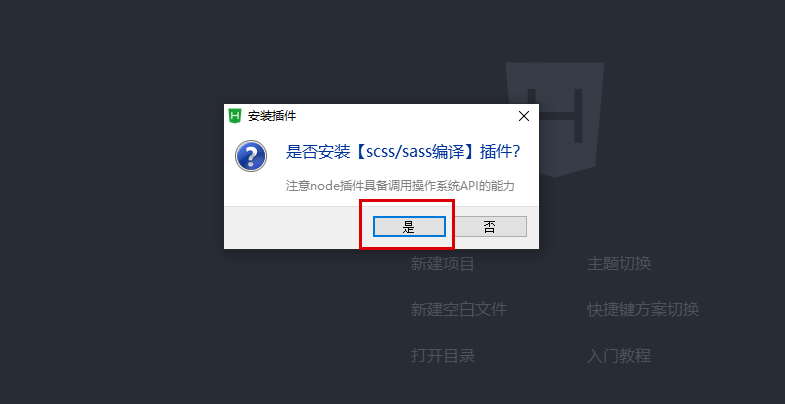 安装插件
是否安装【scss/sass编译】插件?
注意node插件具备调用操作系统API的能力
是 否
新建项目 主题切换
新建空白文件 快捷键方案切换
打开目录 入门教程